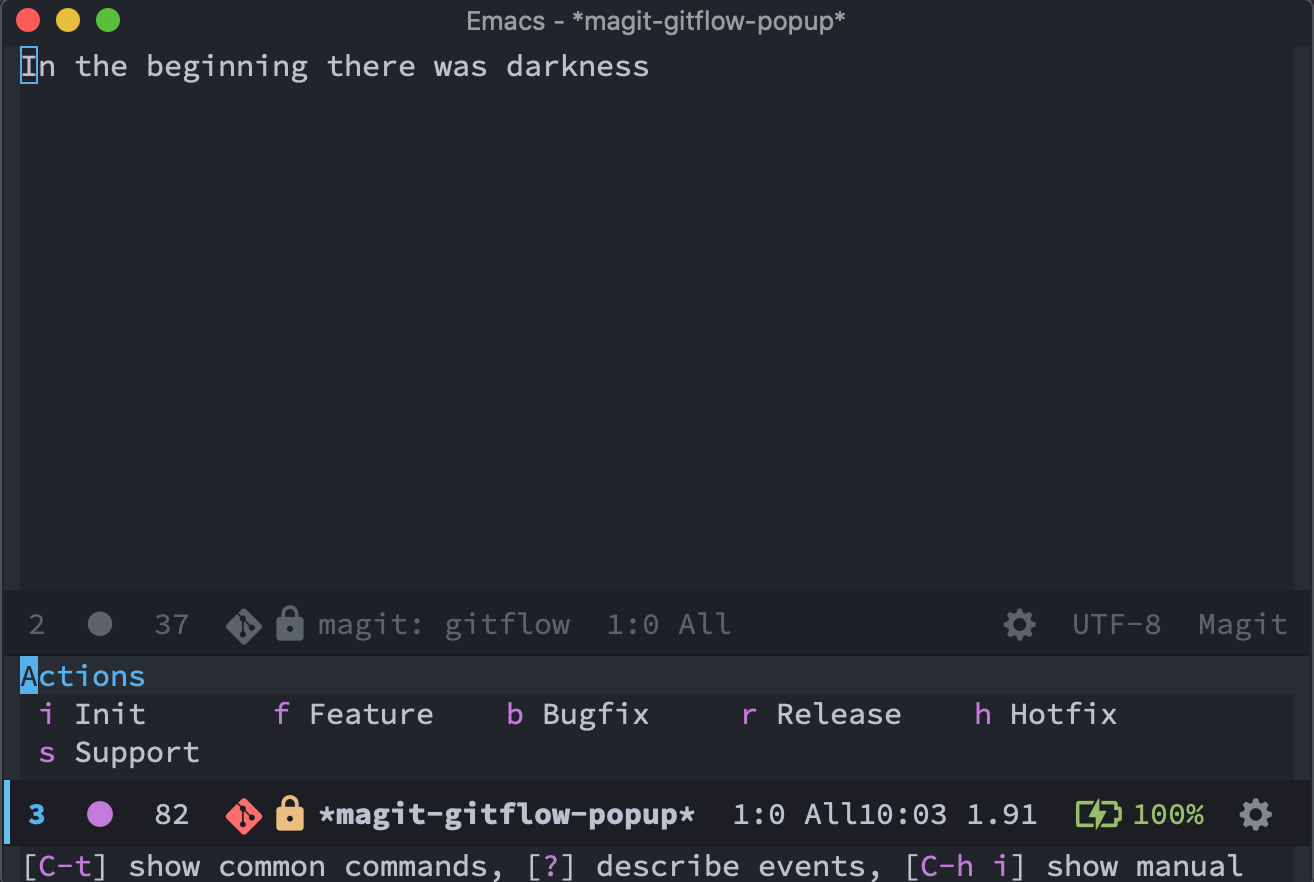 Emacs - *magit-gitflow-popup*
In the beginning there was darkness
2 37 magit: gitflow 1:0 All UTF-8 Magit
Actions
i Init f Feature b Bugfix r Release h Hotfix
s Support
3 82 *magit-gitflow-popup* 1:0 All10:03 1.91 100%
[C-t] show common commands, [?] describe events, [C-h i] show manual